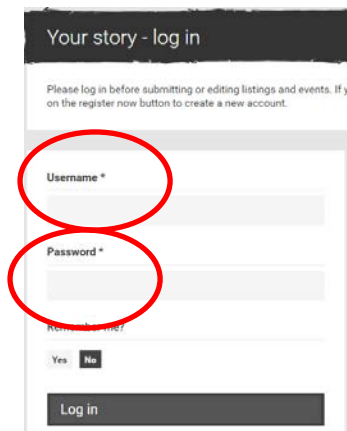 Your story - log in
Please log in before submitting or editing listings and events. If y
on the register now button to create a new account.
Username *
Password *
Remember me?
Yes No
Log in